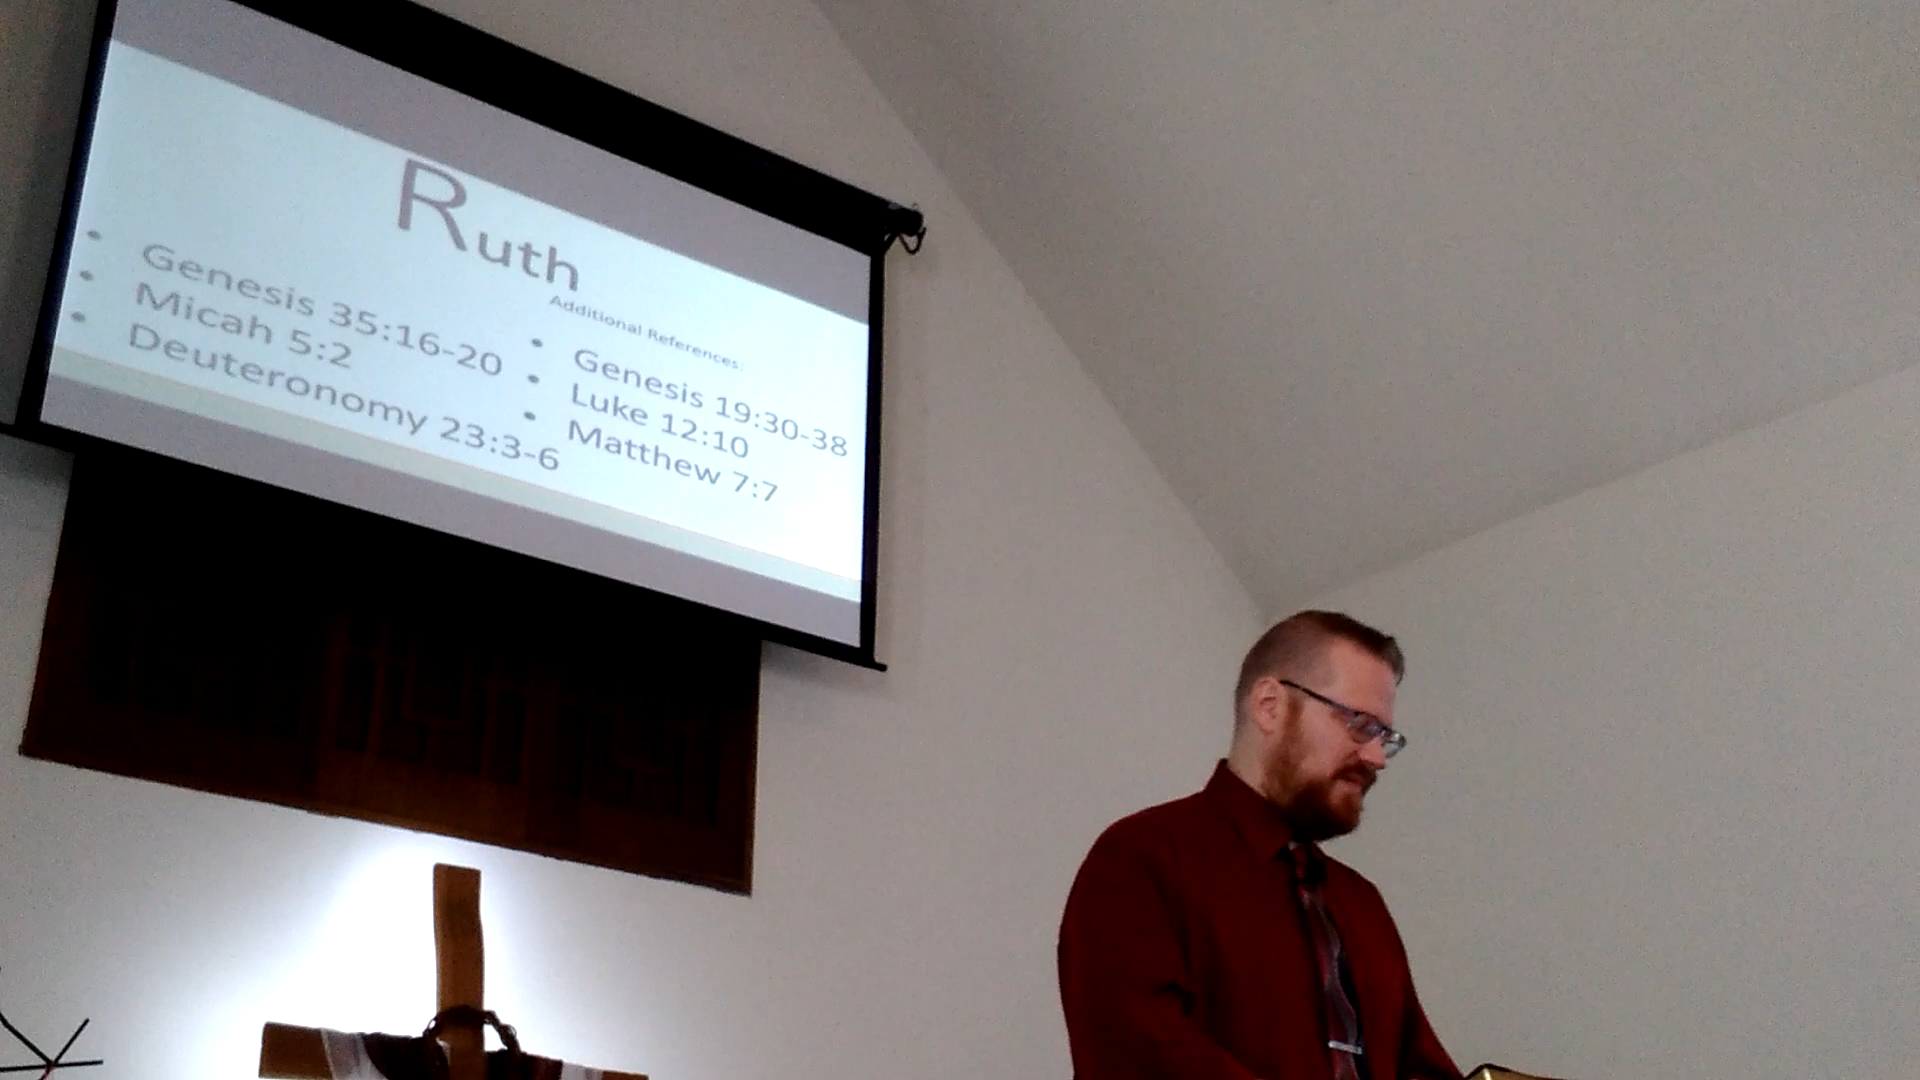 Ruth
Additional References:
Genesis 35:16-20
Micah 5:2
Deuteronomy 23:3-6
Genesis 19:30-38
Luke 12:10
Matthew 7:7